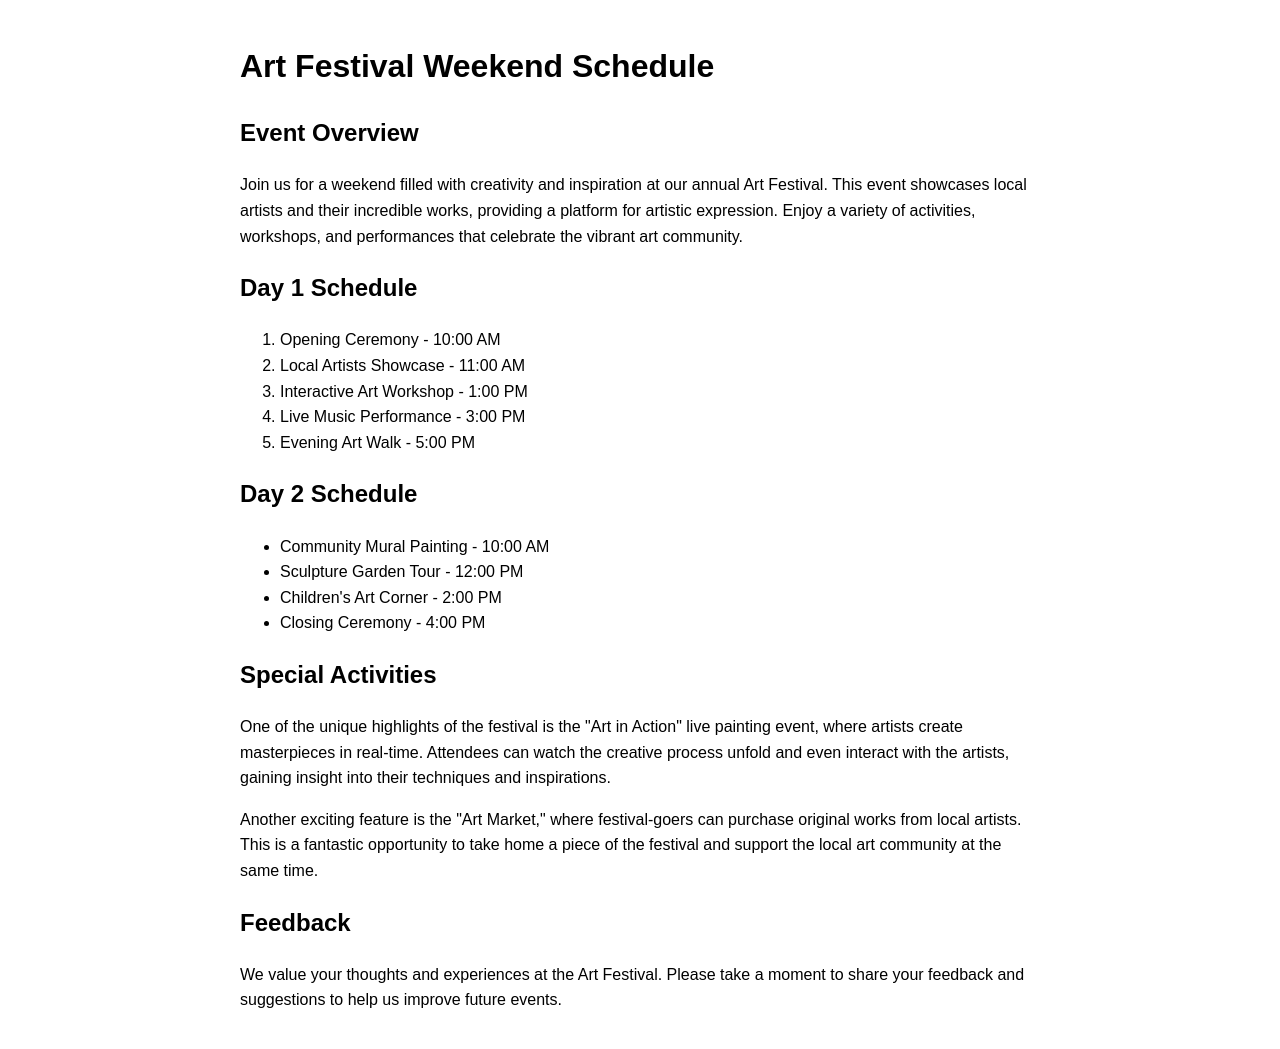 Art Festival Weekend Schedule
Event Overview
Join us for a weekend filled with creativity and inspiration at our annual Art Festival. This event showcases local
artists and their incredible works, providing a platform for artistic expression. Enjoy a variety of activities,
workshops, and performances that celebrate the vibrant art community.
Day 1 Schedule
1. Opening Ceremony - 10:00 AM
2. Local Artists Showcase - 11:00 AM
3. Interactive Art Workshop - 1:00 PM
4. Live Music Performance - 3:00 PM
5. Evening Art Walk - 5:00 PM
Day 2 Schedule
• Community Mural Painting - 10:00 AM
• Sculpture Garden Tour - 12:00 PM
• Children's Art Corner - 2:00 PM
• Closing Ceremony - 4:00 PM
Special Activities
One of the unique highlights of the festival is the "Art in Action" live painting event, where artists create
masterpieces in real-time. Attendees can watch the creative process unfold and even interact with the artists,
gaining insight into their techniques and inspirations.
Another exciting feature is the "Art Market," where festival-goers can purchase original works from local artists.
This is a fantastic opportunity to take home a piece of the festival and support the local art community at the
same time.
Feedback
We value your thoughts and experiences at the Art Festival. Please take a moment to share your feedback and
suggestions to help us improve future events.